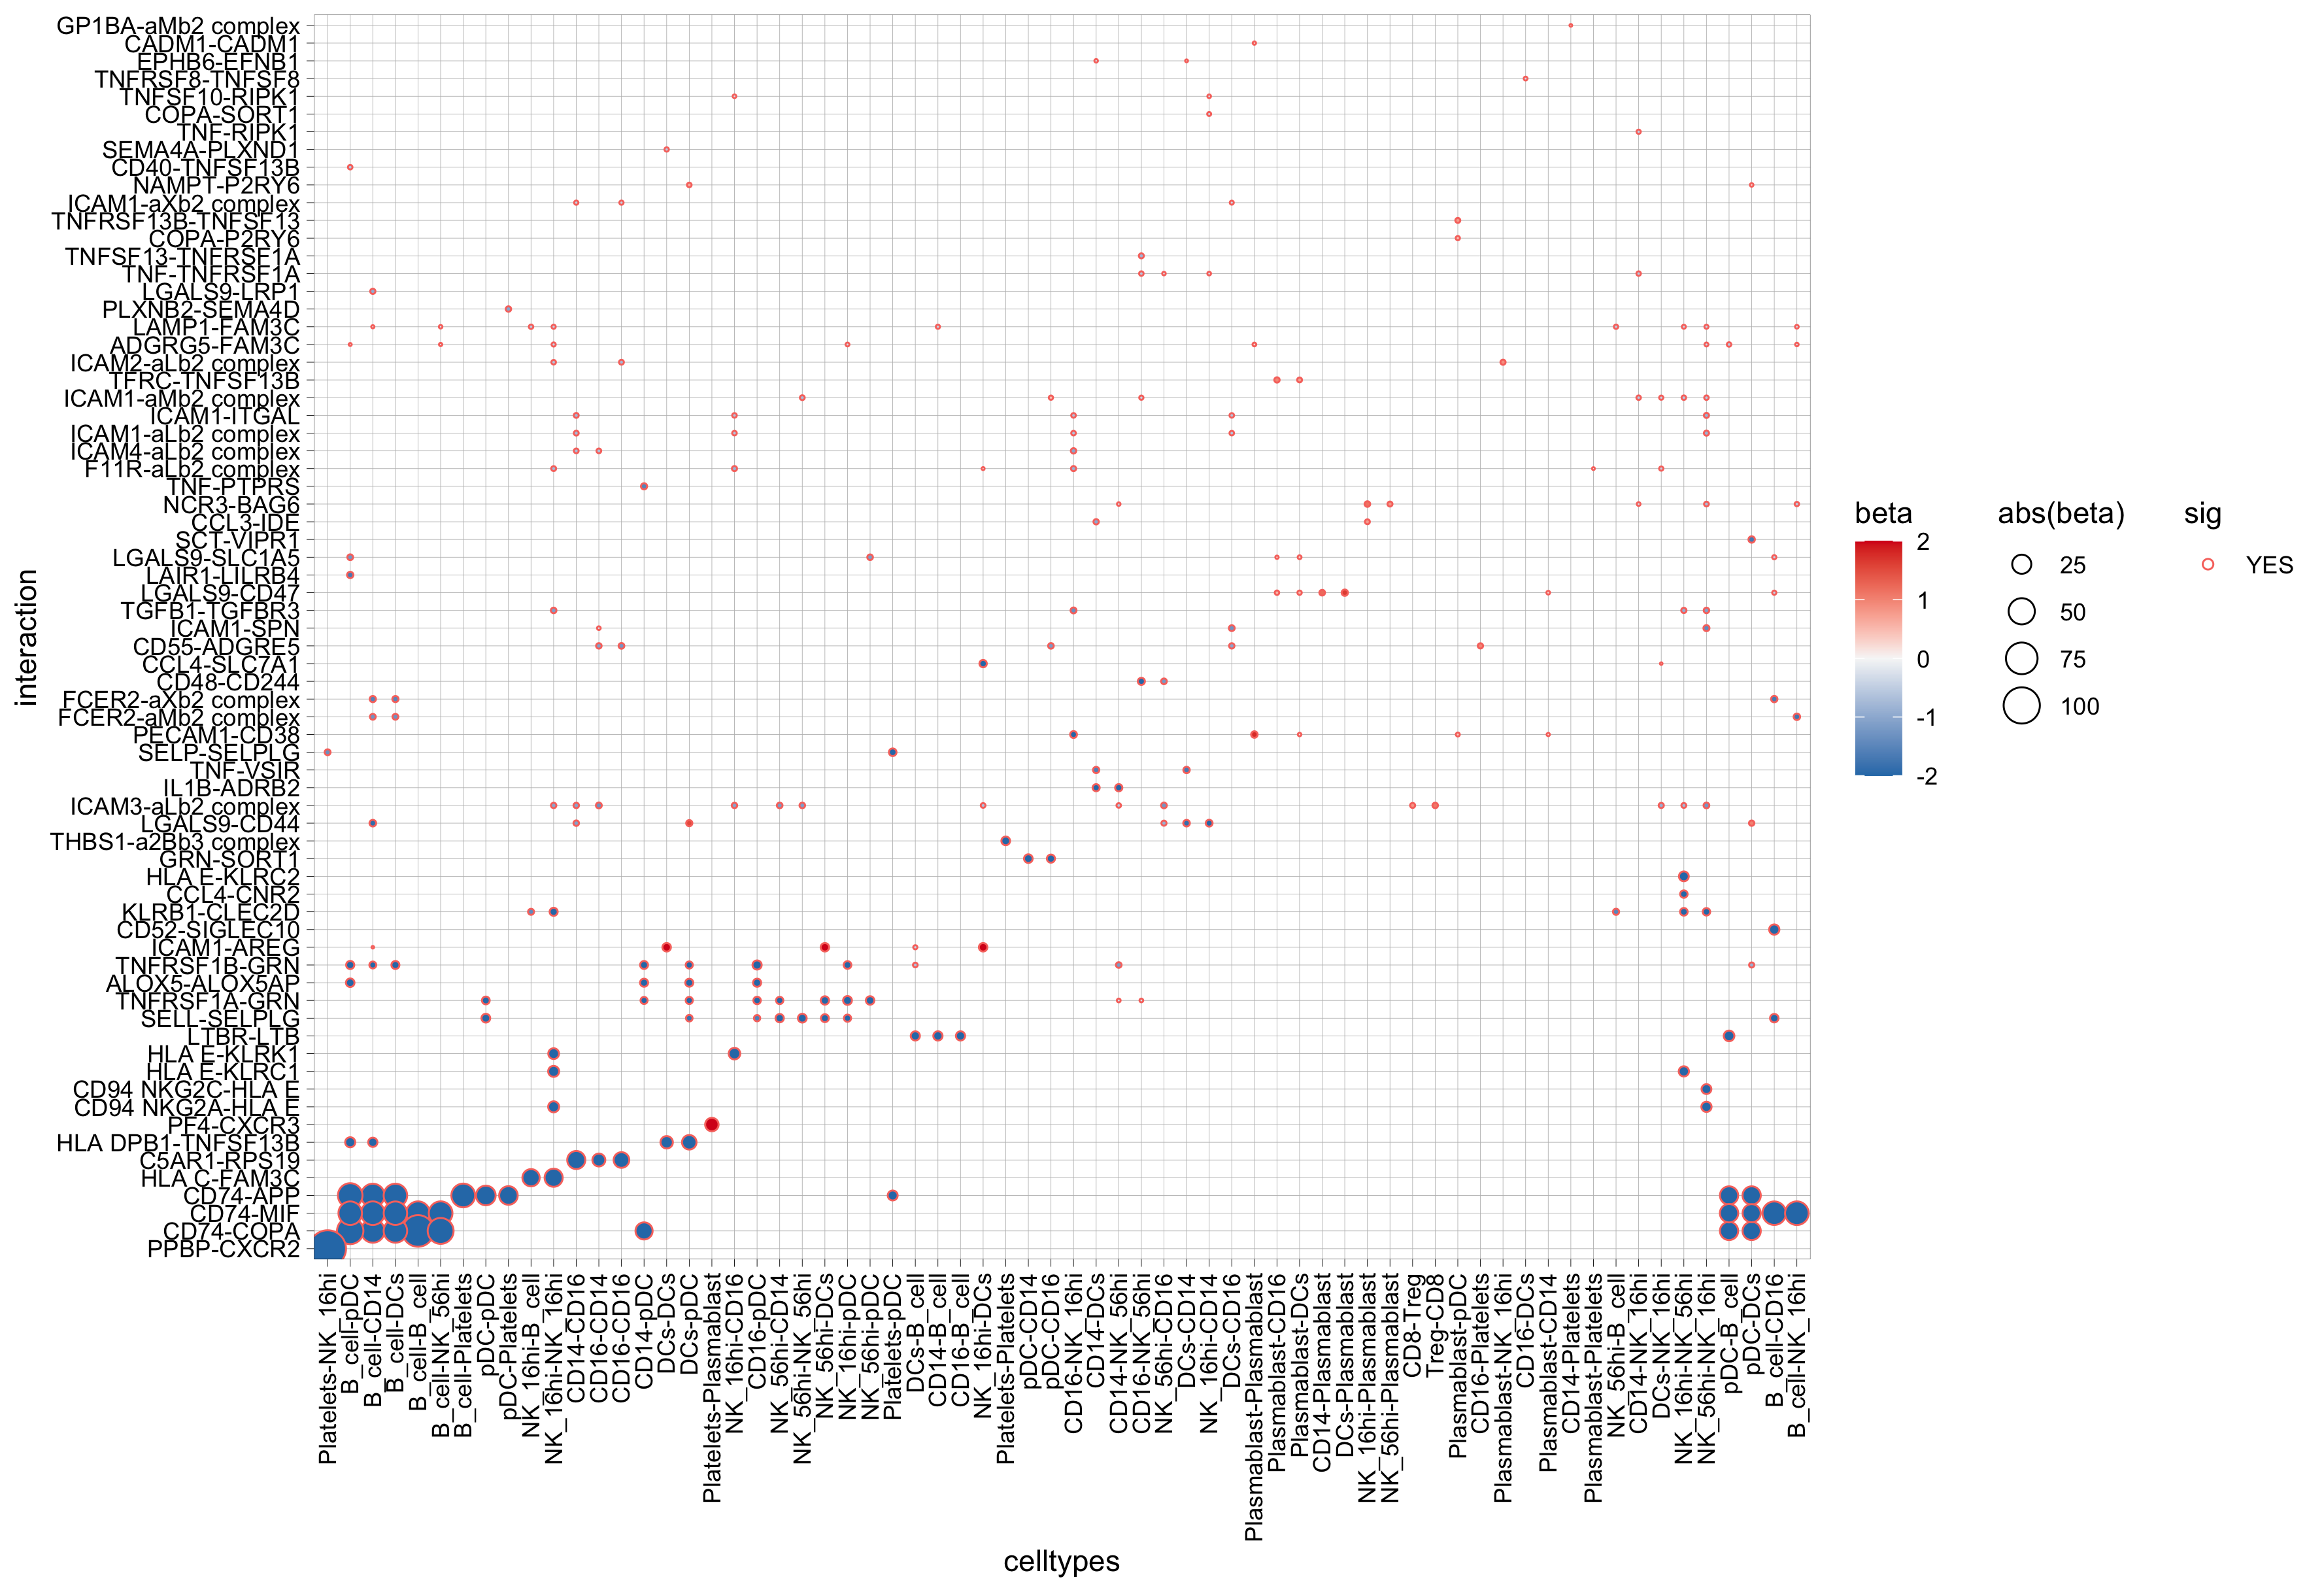 GP1BA-aMb2 complex
CADM1-CADM1
EPHB6-EFNB1
TNFRSF8-TNFSF8
TNFSF10-RIPK1
COPA-SORT1
TNF-RIPK1
SEMA4A-PLXND1
CD40-TNFSF13B
NAMPT-P2RY6
ICAM1-aXb2 complex
TNFRSF13B-TNFSF13
COPA-P2RY6
TNFSF13-TNFRSF1A
TNF-TNFRSF1A
LGALS9-LRP1
PLXNB2-SEMA4D
LAMP1-FAM3C
ADGRG5-FAM3C
ICAM2-aLb2 complex
TFRC-TNFSF13B
ICAM1-aMb2 complex
ICAM1-ITGAL
ICAM1-aLb2 complex
ICAM4-aLb2 complex
F11R-aLb2 complex
TNF-PTPRS
NCR3-BAG6
CCL3-IDE
SCT-VIPR1
LGALS9-SLC1A5
LAIR1-LILRB4
LGALS9-CD47
TGFB1-TGFBR3
ICAM1-SPN
CD55-ADGRE5
CCL4-SLC7A1
CD48-CD244
FCER2-aXb2 complex
FCER2-aMb2 complex
PECAM1-CD38
SELP-SELPLG
TNF-VSIR
IL1B-ADRB2
ICAM3-aLb2 complex
LGALS9-CD44
THBS1-a2Bb3 complex
GRN-SORT1
HLA E-KLRC2
CCL4-CNR2
KLRB1-CLEC2D
CD52-SIGLEC10
ICAM1-AREG
TNFRSF1B-GRN
ALOX5-ALOX5AP
TNFRSF1A-GRN
SELL-SELPLG
LTBR-LTB
HLA E-KLRK1
HLA E-KLRC1
CD94 NKG2C-HLA E
CD94 NKG2A-HLA E
PF4-CXCR3
HLA DPB1-TNFSF13B
C5AR1-RPS19
HLA C-FAM3C
CD74-APP
CD74-MIF
CD74-COPA
PPBP-CXCR2
interaction
Platelets-NK_16hi
B_cell-pDC
B_cell-CD14
B_cell-DCs
B_cell-B_cell
B_cell-NK_56hi
B_cell-Platelets
pDC-pDC
pDC-Platelets
NK_16hi-B_cell
NK_16hi-NK_16hi
CD14-CD16
CD16-CD14
CD16-CD16
CD14-pDC
DCs-DCs
DCs-pDC
Platelets-Plasmablast
NK_16hi-CD16
CD16-pDC
NK_56hi-CD14
NK_56hi-NK_56hi
NK_56hi-DCs
NK_16hi-pDC
NK_56hi-pDC
Platelets-pDC
DCs-B_cell
CD14-B_cell
CD16-B_cell
NK_16hi-DCs
Platelets-Platelets
pDC-CD14
pDC-CD16
CD16-NK_16hi
CD14-DCs
CD14-NK_56hi
CD16-NK_56hi
NK_56hi-CD16
DCs-CD14
NK_16hi-CD14
DCs-CD16
Plasmablast-Plasmablast
Plasmablast-CD16
Plasmablast-DCs
CD14-Plasmablast
DCs-Plasmablast
NK_16hi-Plasmablast
NK_56hi-Plasmablast
CD8-Treg
Treg-CD8
Plasmablast-pDC
CD16-Platelets
Plasmablast-NK_16hi
CD16-DCs
Plasmablast-CD14
CD14-Platelets
Plasmablast-Platelets
NK_56hi-B_cell
CD14-NK_16hi
DCs-NK_16hi
NK_16hi-NK_56hi
NK_56hi-NK_16hi
pDC-B_cell
pDC-DCs
B_cell-CD16
B_cell-NK_16hi
celltypes
beta
2
1
0
-1
-2
abs(beta)
25
50
75
100
sig
YES